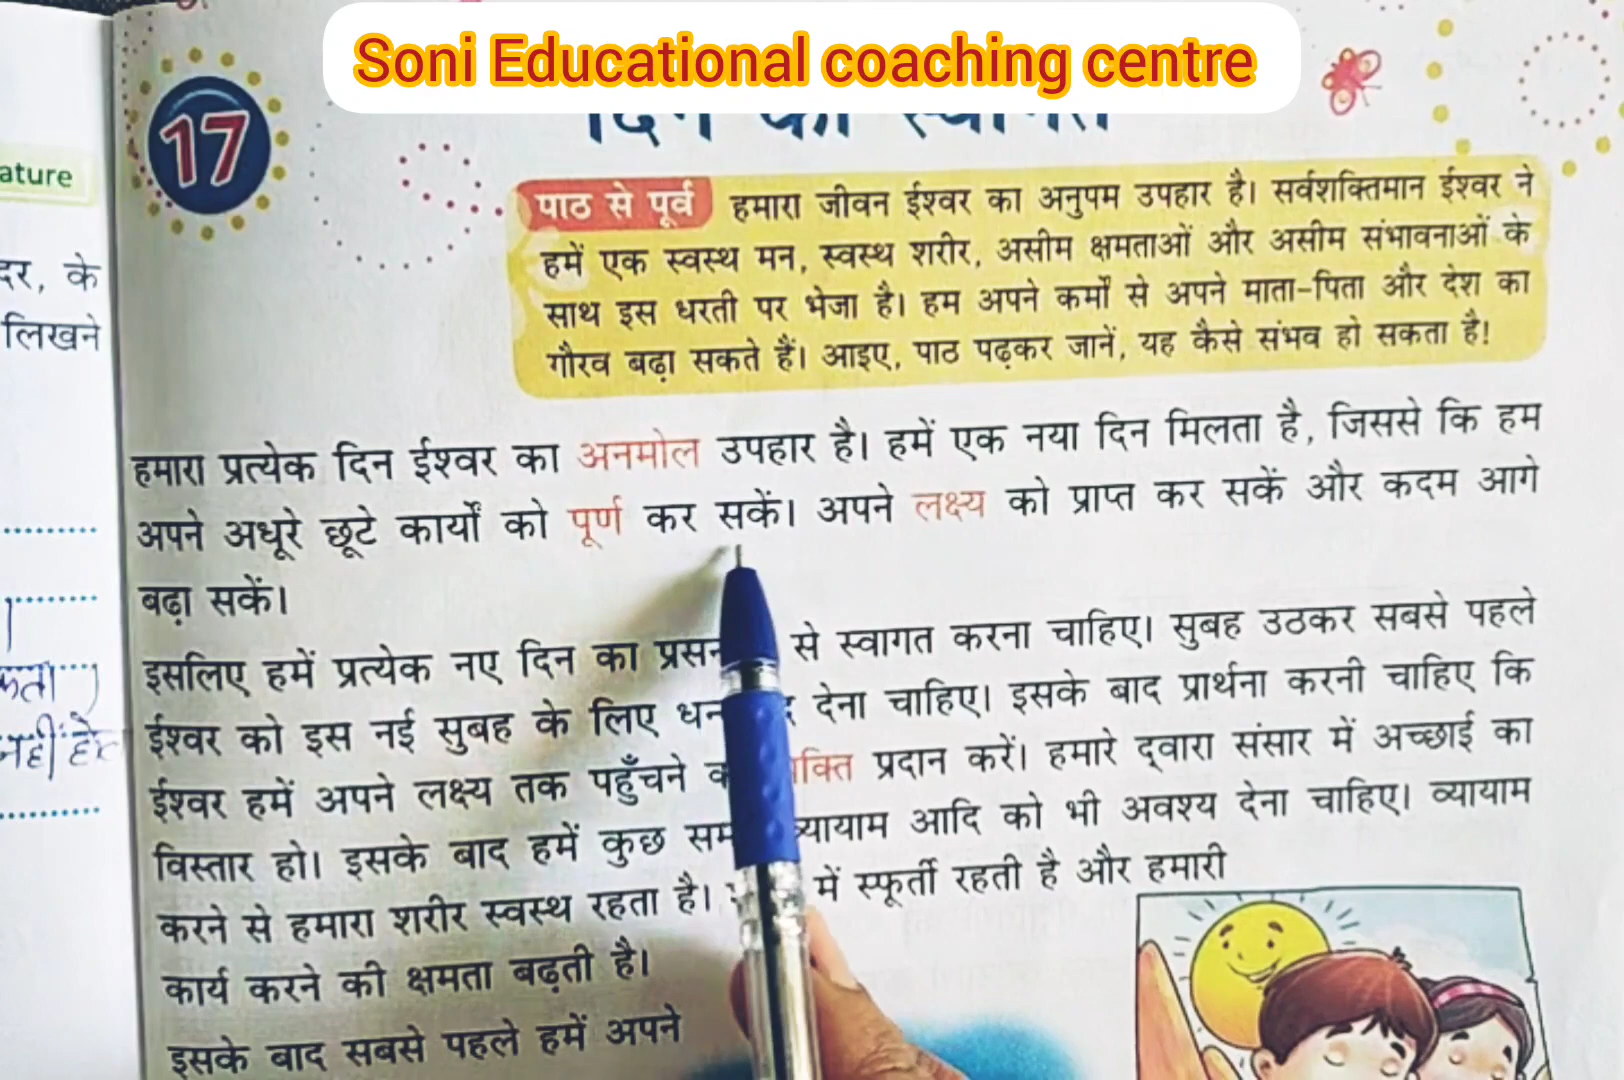 Soni Educational coaching centre
17
ature
पाठ से पूर्व हमारा जीवन ईश्वर का अनुपम उपहार है। सर्वशक्तिमान ईश्वर ने
हमें एक स्वस्थ मन, स्वस्थ शरीर, असीम क्षमताओं और असीम संभावनाओं के
साथ इस धरती पर भेजा है। हम अपने कर्मों से अपने माता-पिता और देश का
गौरव बढ़ा सकते हैं। आइए, पाठ पढ़कर जानें, यह कैसे संभव हो सकता है!
के
लिखने
हमारा प्रत्येक दिन ईश्वर का अनमोल उपहार है। हमें एक नया दिन मिलता है, जिससे कि हम
अपने अधूरे छूटे कार्यों को पूर्ण कर सकें। अपने लक्ष्य को प्राप्त कर सकें और कदम आगे
बढ़ा सकें।
इसलिए हमें प्रत्येक नए दिन का से स्वागत करना चाहिए। सुबह उठकर सबसे पहले
ईश्वर को इस नई सुबह के लिए देना चाहिए। इसके बाद प्रार्थना करनी चाहिए कि
ईश्वर हमें अपने लक्ष्य तक पहुँचने प्रदान करें। हमारे द्वारा संसार में अच्छाई का
विस्तार हो। इसके बाद हमें कुछ व्यायाम आदि को भी अवश्य देना चाहिए। व्यायाम
करने से हमारा शरीर स्वस्थ रहता है। में स्फूर्ती रहती है और हमारी
कार्य करने की क्षमता बढ़ती है।
इसके बाद सबसे पहले हमें अपने